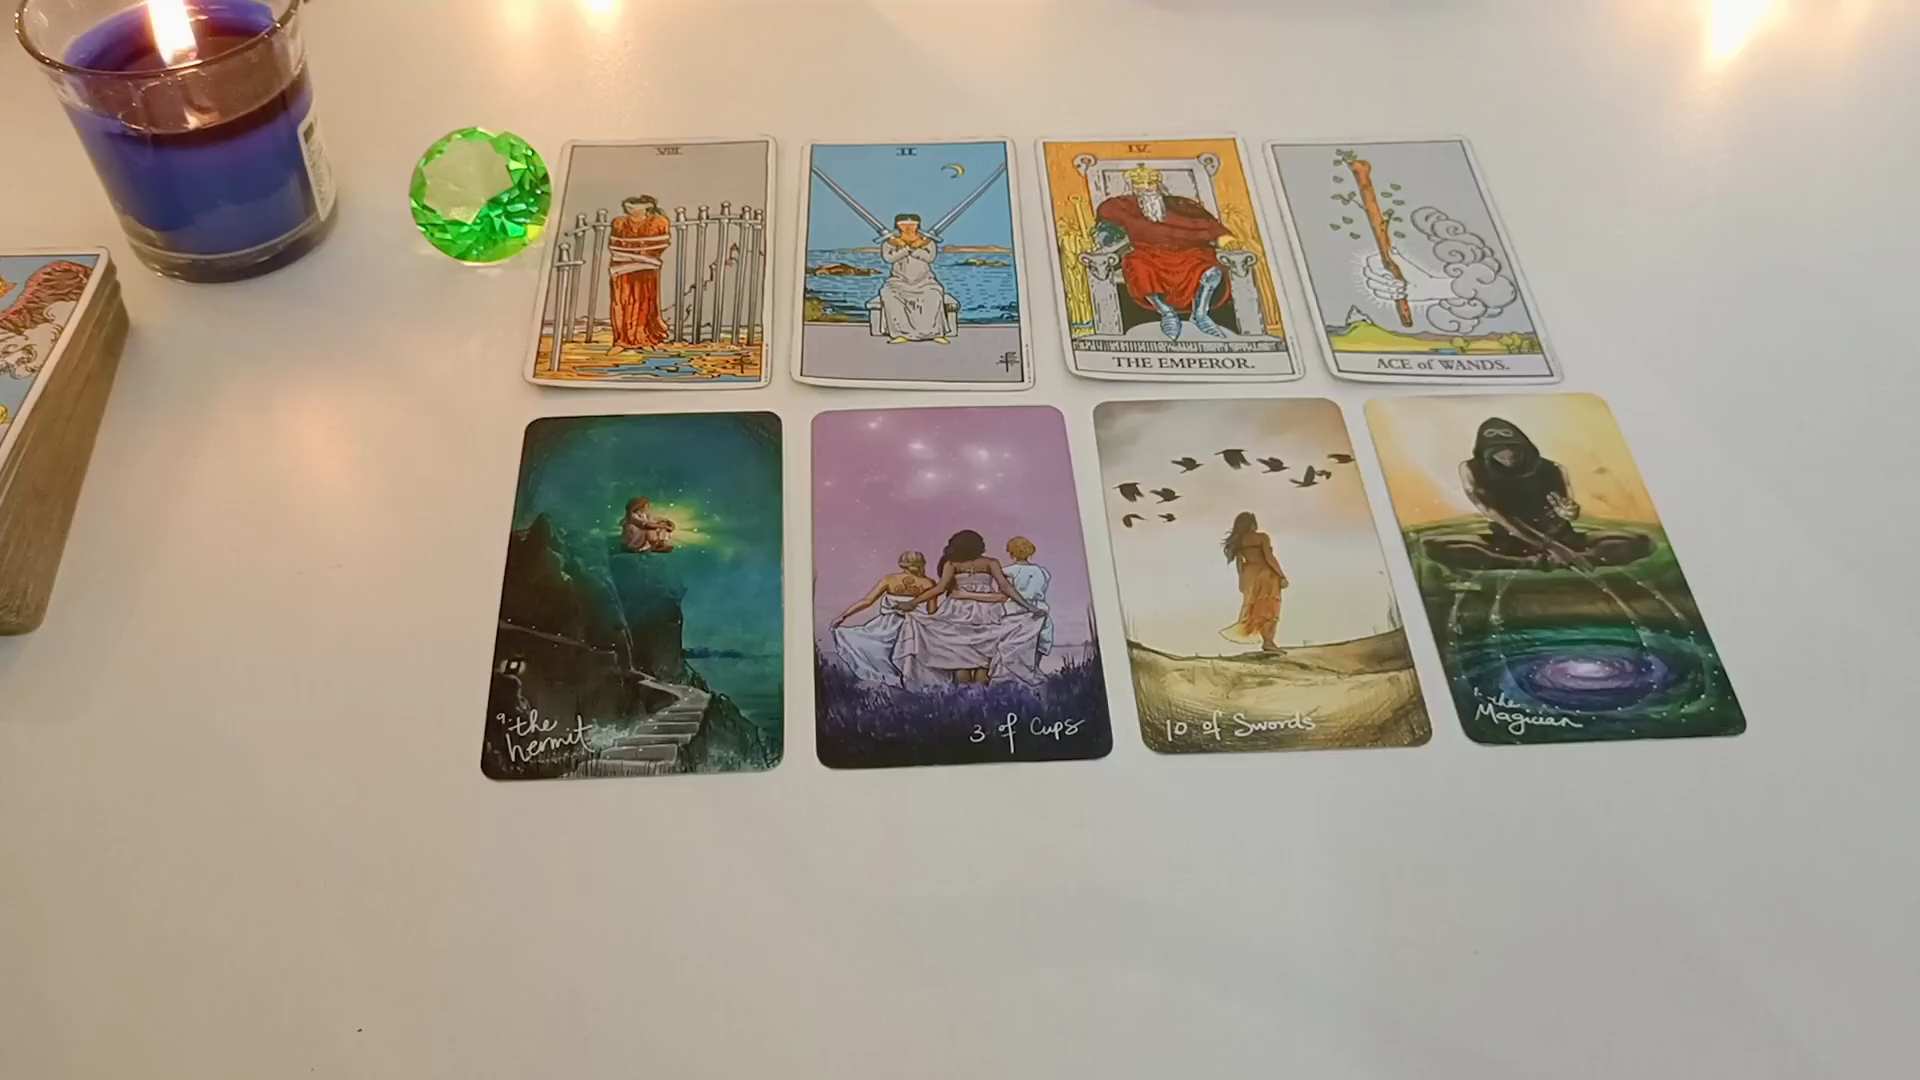 VIII
II
IV
THE EMPEROR.
ACE of WANDS.
9. the
hermit
3 of Cups
10 of Swords
1. the
Magician